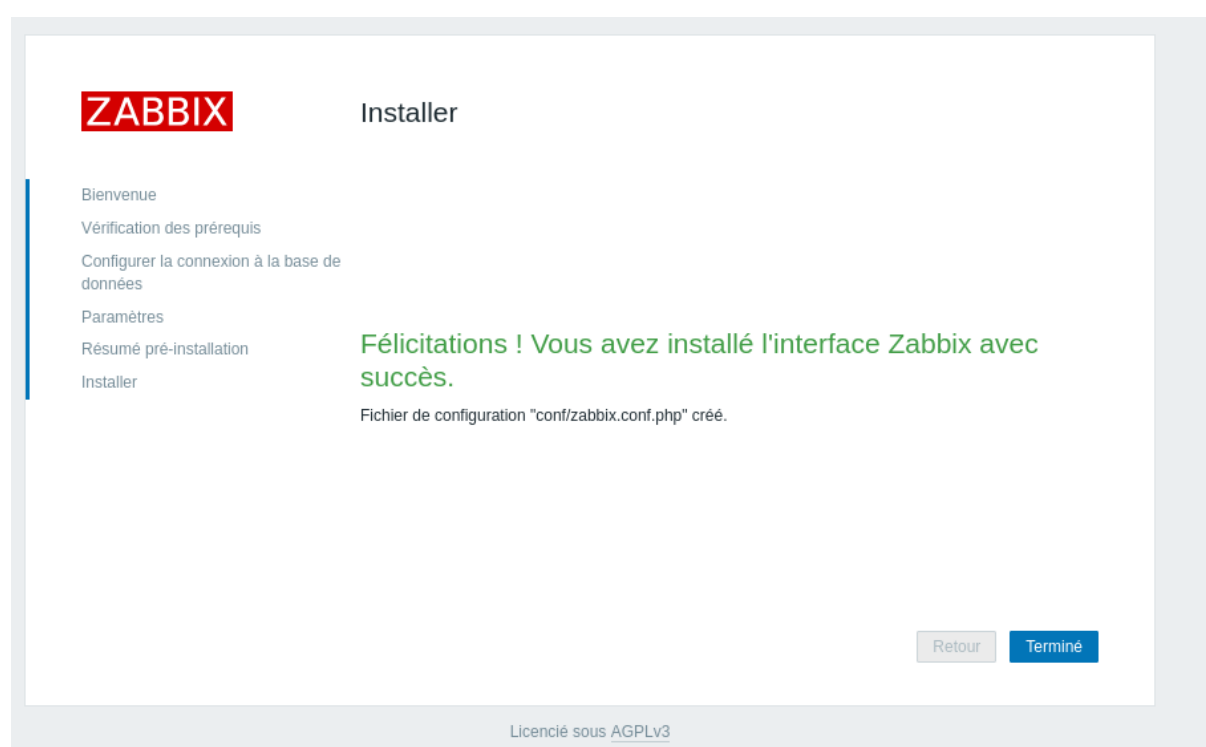 ZABBIX
Installer
Bienvenue
Vérification des prérequis
Configurer la connexion à la base de
données
Paramètres
Résumé pré-installation
Installer
Félicitations ! Vous avez installé l'interface Zabbix avec
succès.
Fichier de configuration "conf/zabbix.conf.php" créé.
Retour
Terminé
Licencié sous AGPLv3